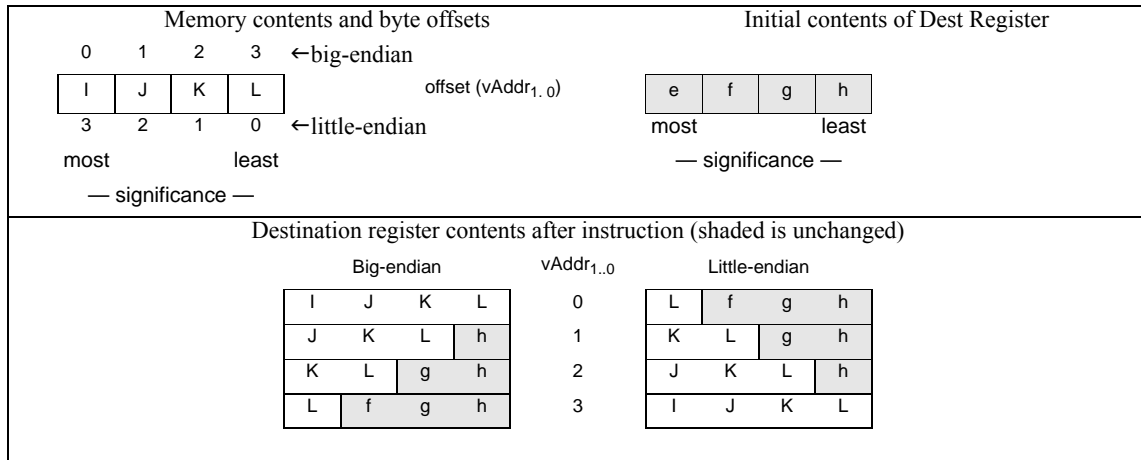 Memory contents and byte offsets Initial contents of Dest Register
0 1 2 3 ←big-endian
I J K L offset (vAddr1. 0) e f g h
3 2 1 0 ←little-endian most least
most least — significance —
— significance —
Destination register contents after instruction (shaded is unchanged)
Big-endian vAddr1..0 Little-endian
I J K L 0 L f g h
J K L h 1 K L g h
K L g h 2 J K L h
L f g h 3 I J K L